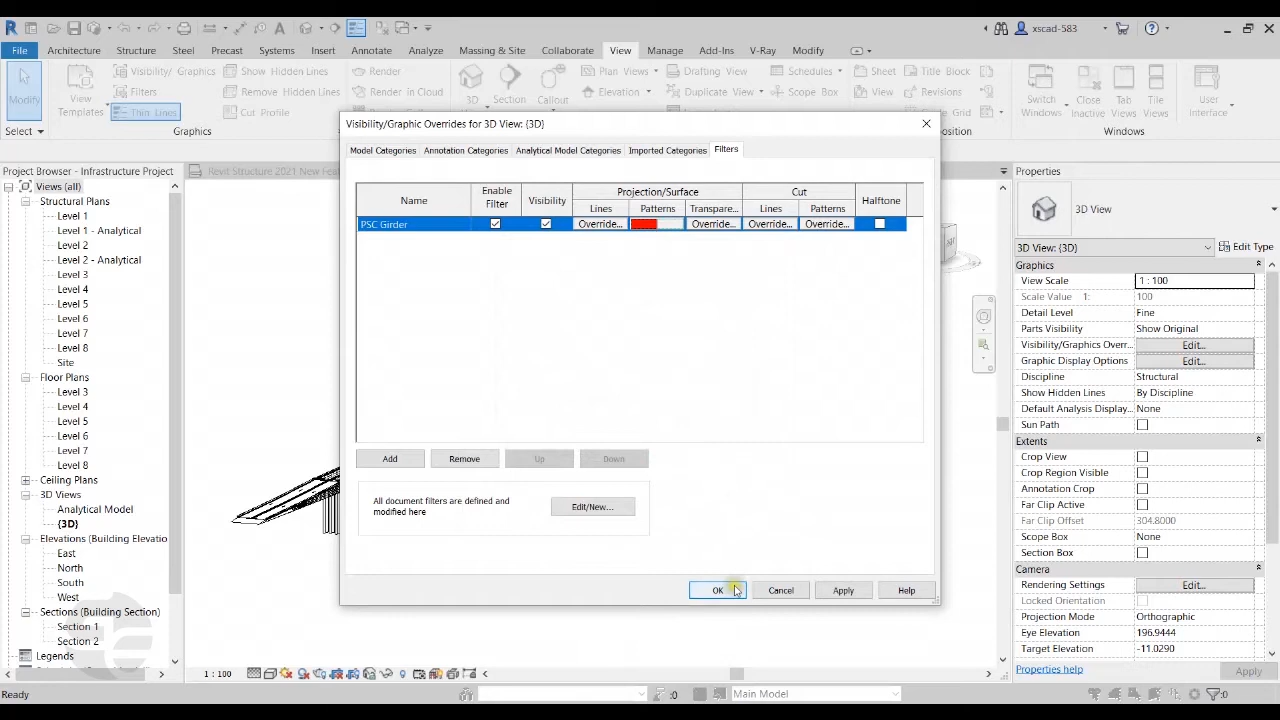 xscad-583
File Architecture Structure Steel Precast Systems Insert Annotate Analyze Massing & Site Collaborate View Manage Add-Ins V-Ray Modify
Modify
View Templates
Visibility/ Graphics
Filters
Thin Lines
Show Hidden Lines
Remove Hidden Lines
Cut Profile
Render
Render in Cloud
3D
Section
Callout
Plan Views
Elevation
Drafting View
Duplicate View
Schedules
Scope Box
Sheet
View
Title Block
Revisions
Switch Windows
Close Inactive
Tab Views
Tile Views
User Interface
Select
Graphics
Windows
Project Browser - Infrastructure Project
Views (all)
Structural Plans
Level 1
Level 1 - Analytical
Level 2
Level 2 - Analytical
Level 3
Level 4
Level 5
Level 6
Level 7
Level 8
Site
Floor Plans
Level 3
Level 4
Level 5
Level 6
Level 7
Level 8
Ceiling Plans
3D Views
Analytical Model
{3D}
Elevations (Building Elevatio
East
North
South
West
Sections (Building Section)
Section 1
Section 2
Legends
Revit Structure 2021 New Fea
Visibility/Graphic Overrides for 3D View: {3D}
Model Categories Annotation Categories Analytical Model Categories Imported Categories Filters
Name
Enable Filter
Visibility
Projection/Surface
Lines Patterns Transpare...
Cut
Lines Patterns
Halftone
PSC Girder Override... Override... Override... Override...
Add Remove Up Down
All document filters are defined and
modified here
Edit/New...
OK Cancel Apply Help
Properties
3D View
3D View: {3D} Edit Type
Graphics
View Scale 1 : 100
Scale Value 1: 100
Detail Level Fine
Parts Visibility Show Original
Visibility/Graphics Overr... Edit...
Graphic Display Options Edit...
Discipline Structural
Show Hidden Lines By Discipline
Default Analysis Display... None
Sun Path
Extents
Crop View
Crop Region Visible
Annotation Crop
Far Clip Active
Far Clip Offset 304.8000
Scope Box None
Section Box
Camera
Rendering Settings Edit...
Locked Orientation
Projection Mode Orthographic
Eye Elevation 196.9444
Target Elevation -11.0290
Properties help Apply
1 : 100
Ready
:0
Main Model
:0